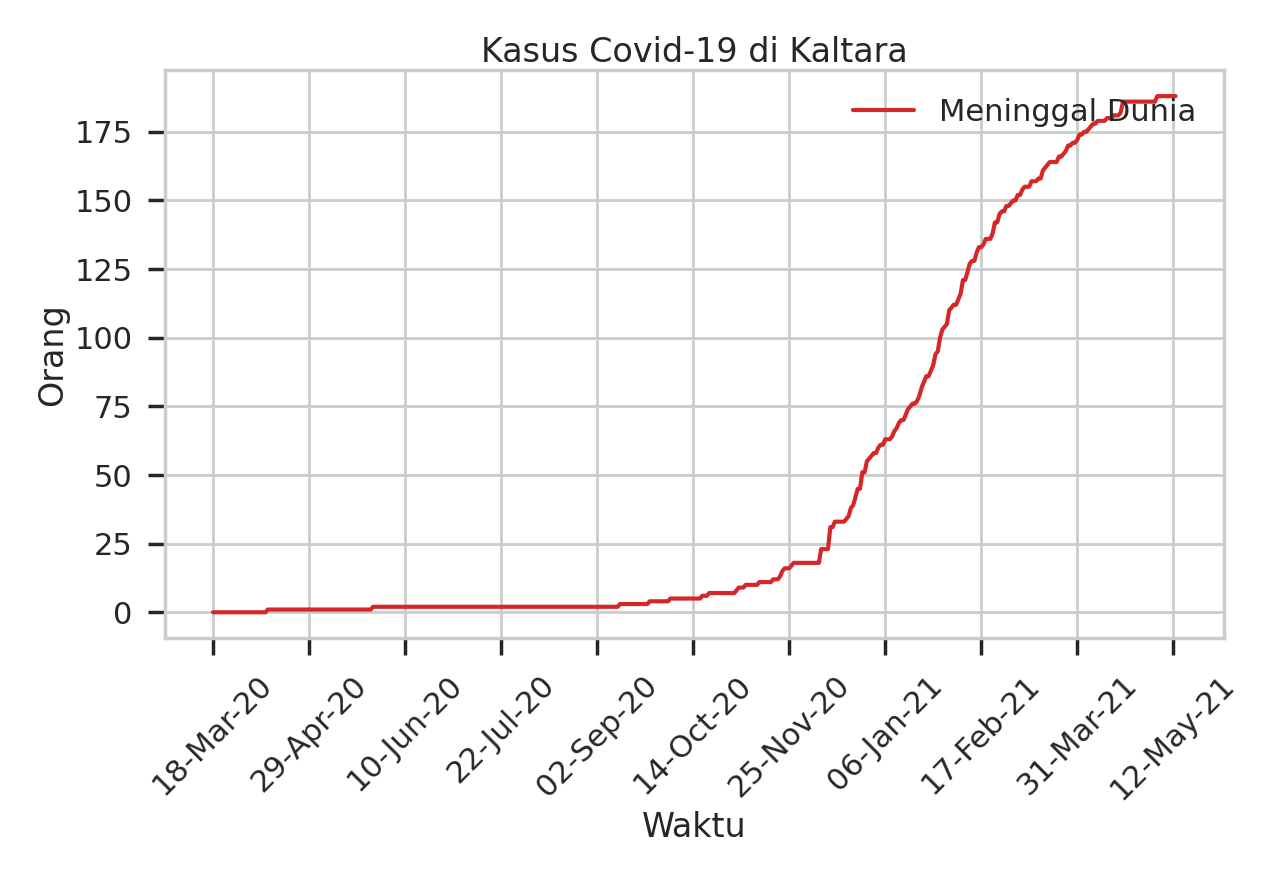 Kasus Covid-19 di Kaltara
Meninggal Dunia
Orang
175
150
125
100
75
50
25
0
18-Mar-20
29-Apr-20
10-Jun-20
22-Jul-20
02-Sep-20
14-Oct-20
25-Nov-20
06-Jan-21
17-Feb-21
31-Mar-21
12-May-21
Waktu